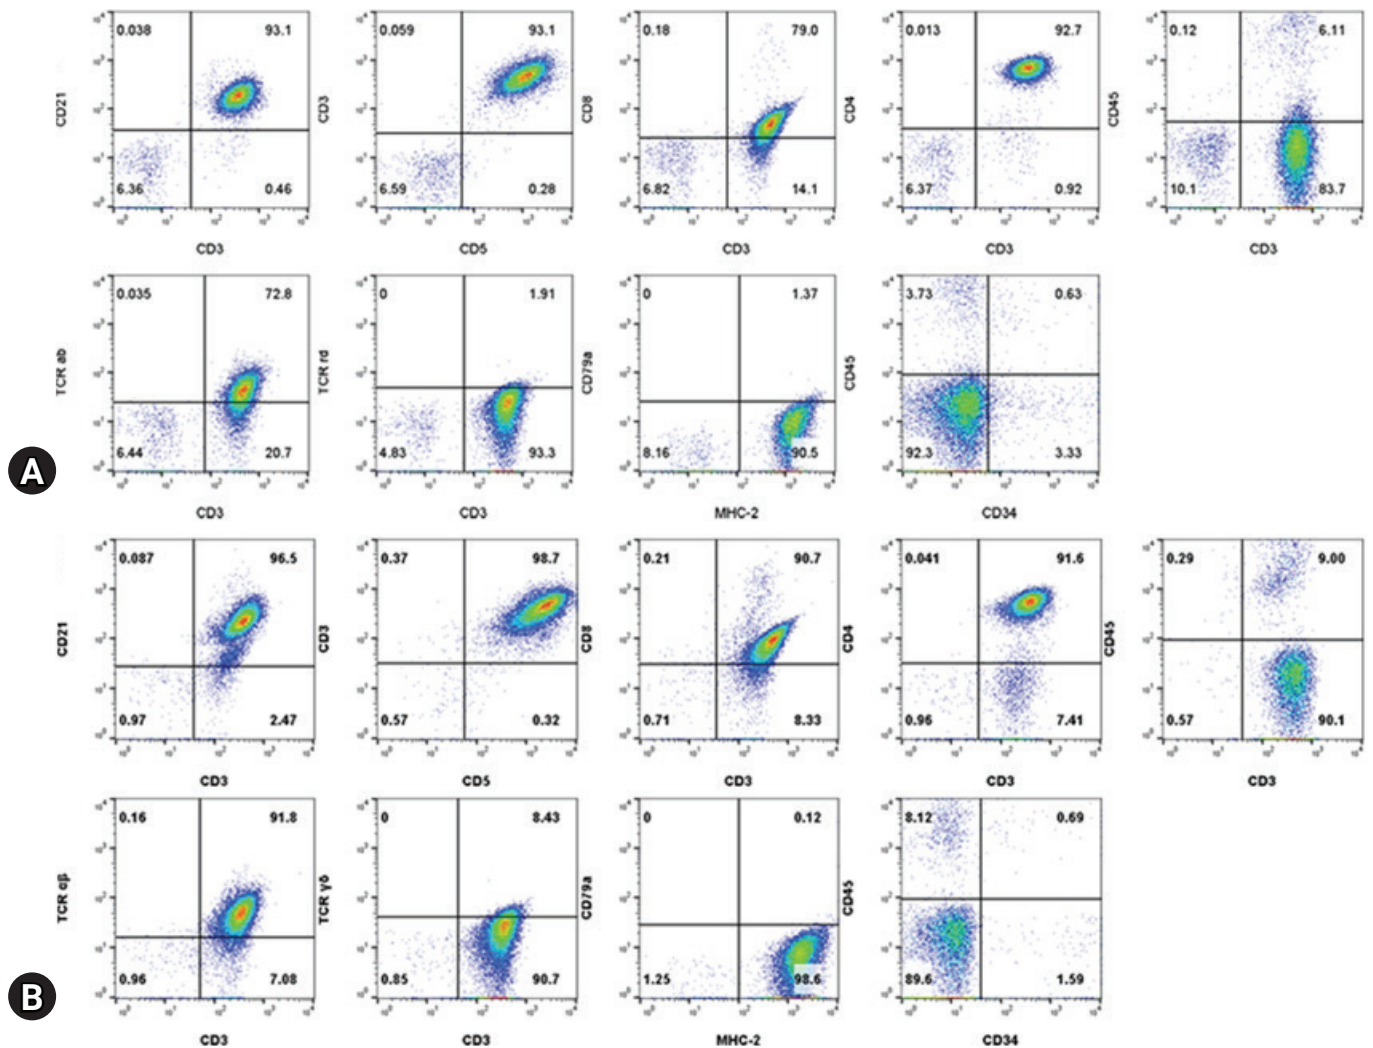 0.038 93.1
CD21
6.36 0.46
CD3
0.059 93.1
CD3
6.59 0.28
CD5
0.18 79.0
CD8
6.82 14.1
CD3
0.013 92.7
CD4
6.37 0.92
CD3
0.12 6.11
CD45
10.1 83.7
CD3
0.035 72.8
TCR ab
6.44 20.7
CD3
0 1.91
TCR rd
4.83 93.3
CD3
0 1.37
CD79a
8.16 90.5
MHC-2
3.73 0.63
CD45
92.3 3.33
CD34
A
0.087 96.5
CD21
0.97 2.47
CD3
0.37 98.7
CD3
0.57 0.32
CD5
0.21 90.7
CD8
0.71 8.33
CD3
0.041 91.6
CD4
0.96 7.41
CD3
0.29 9.00
CD45
0.57 90.1
CD3
0.16 91.8
TCR αβ
0.96 7.08
CD3
0 8.43
TCR γδ
0.85 90.7
CD3
0 0.12
CD79a
1.25 98.6
MHC-2
8.12 0.69
CD45
89.6 1.59
CD34
B